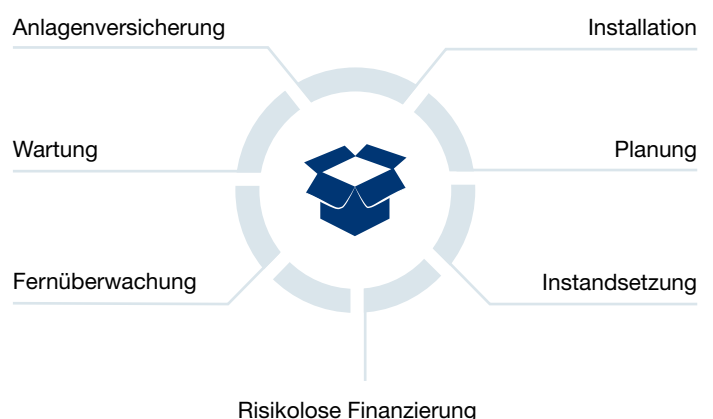 Anlagenversicherung
Installation
Wartung
Planung
Fernüberwachung
Instandsetzung
Risikolose Finanzierung